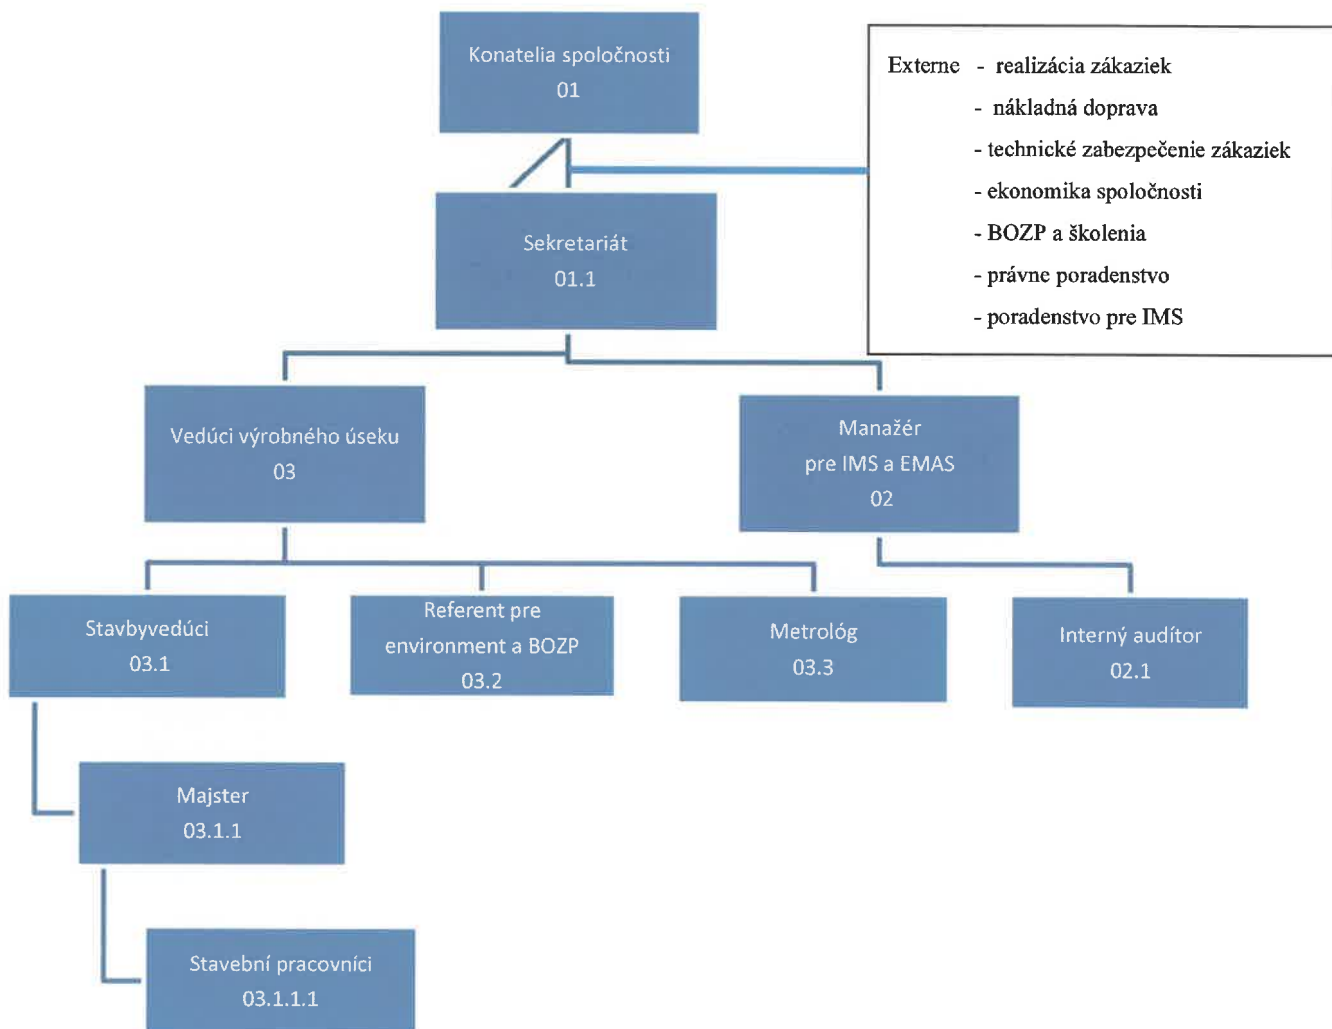 Konatelia spoločnosti
01
Externe - realizácia zákaziek
- nákladná doprava
- technické zabezpečenie zákaziek
- ekonomika spoločnosti
- BOZP a školenia
- právne poradenstvo
- poradenstvo pre IMS
Sekretariát
01.1
Vedúci výrobného úseku
03
Manažér
pre IMS a EMAS
02
Stavbyvedúci
03.1
Referent pre
environment a BOZP
03.2
Metrológ
03.3
Interný audítor
02.1
Majster
03.1.1
Stavební pracovníci
03.1.1.1